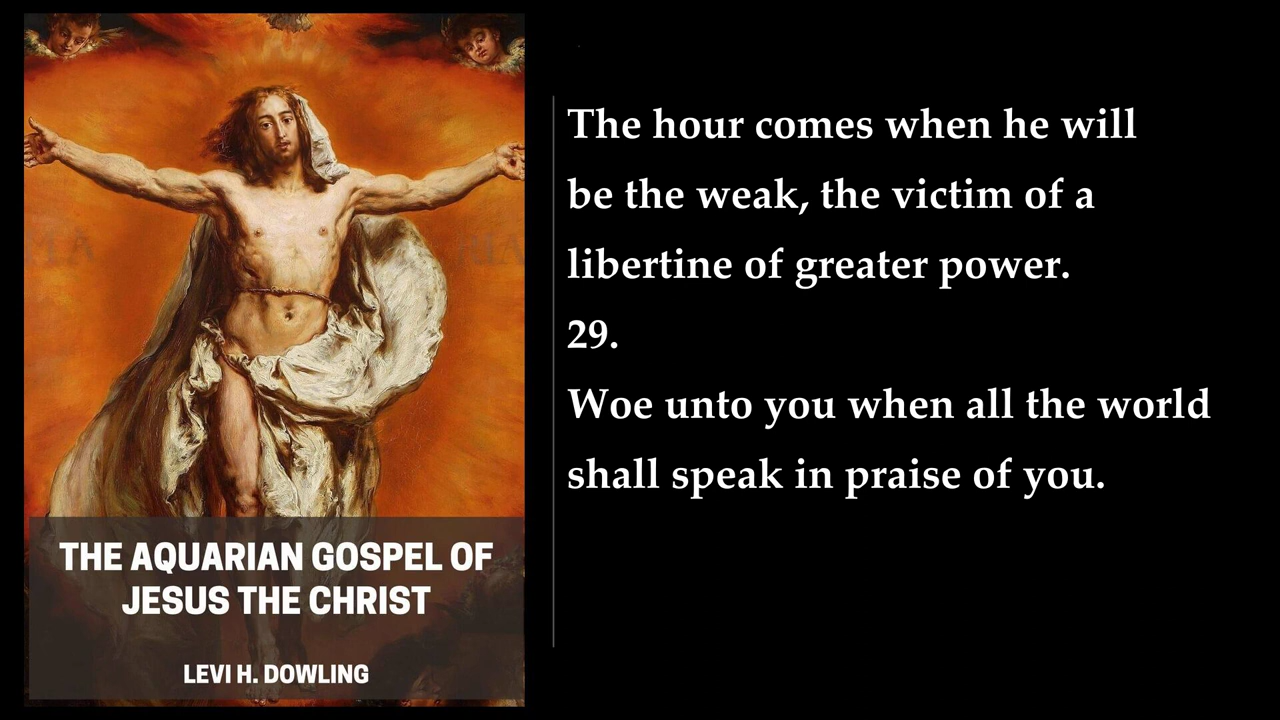 THE AQUARIAN GOSPEL OF
JESUS THE CHRIST
LEVI H. DOWLING
The hour comes when he will
be the weak, the victim of a
libertine of greater power.
29.
Woe unto you when all the world
shall speak in praise of you.